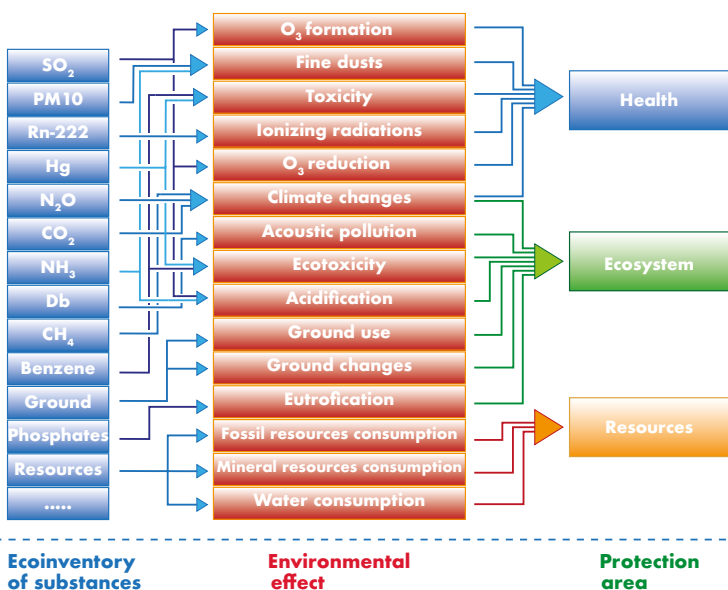 SO₂
PM10
Rn-222
Hg
N₂O
CO₂
NH₃
Db
CH₄
Benzene
Ground
Phosphates
Resources
.....
O₃ formation
Fine dusts
Toxicity
Ionizing radiations
O₃ reduction
Climate changes
Acoustic pollution
Ecotoxicity
Acidification
Ground use
Ground changes
Eutrofication
Fossil resources consumption
Mineral resources consumption
Water consumption
Health
Ecosystem
Resources
Ecoinventory
of substances
Environmental
effect
Protection
area